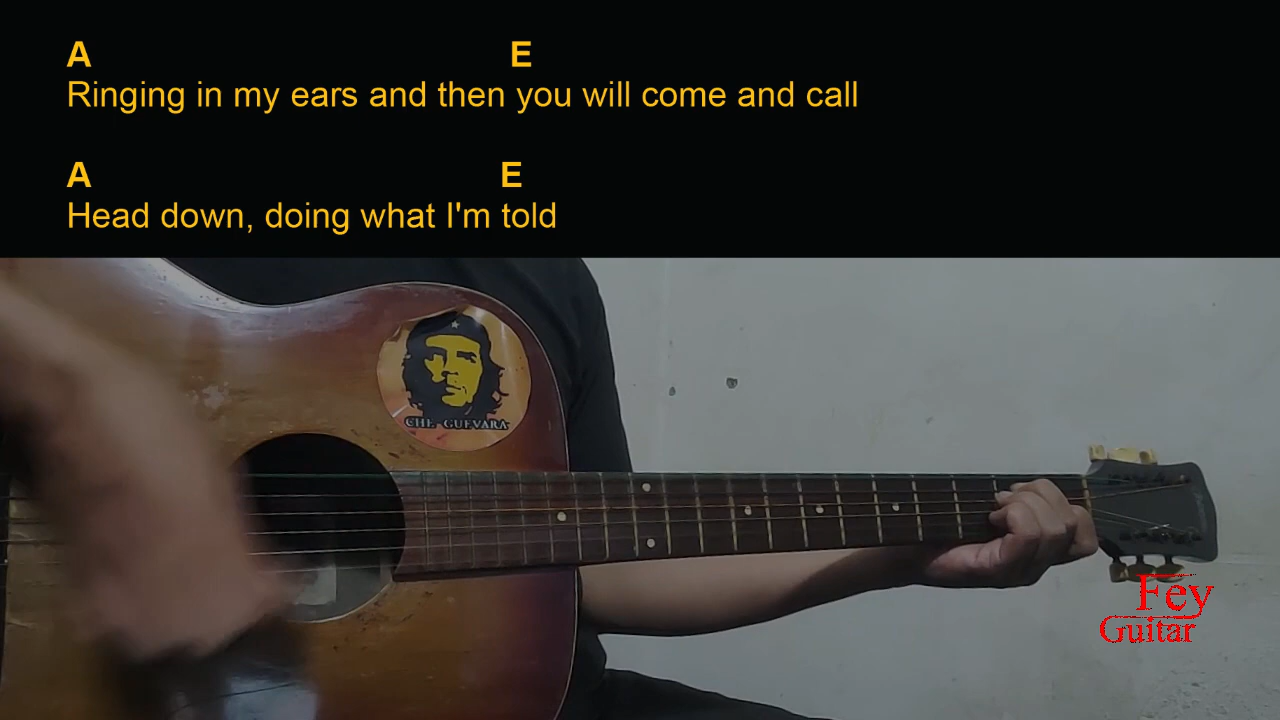 A E
Ringing in my ears and then you will come and call
A E
Head down, doing what I'm told
CHE GUEVARA
Fey
Guitar